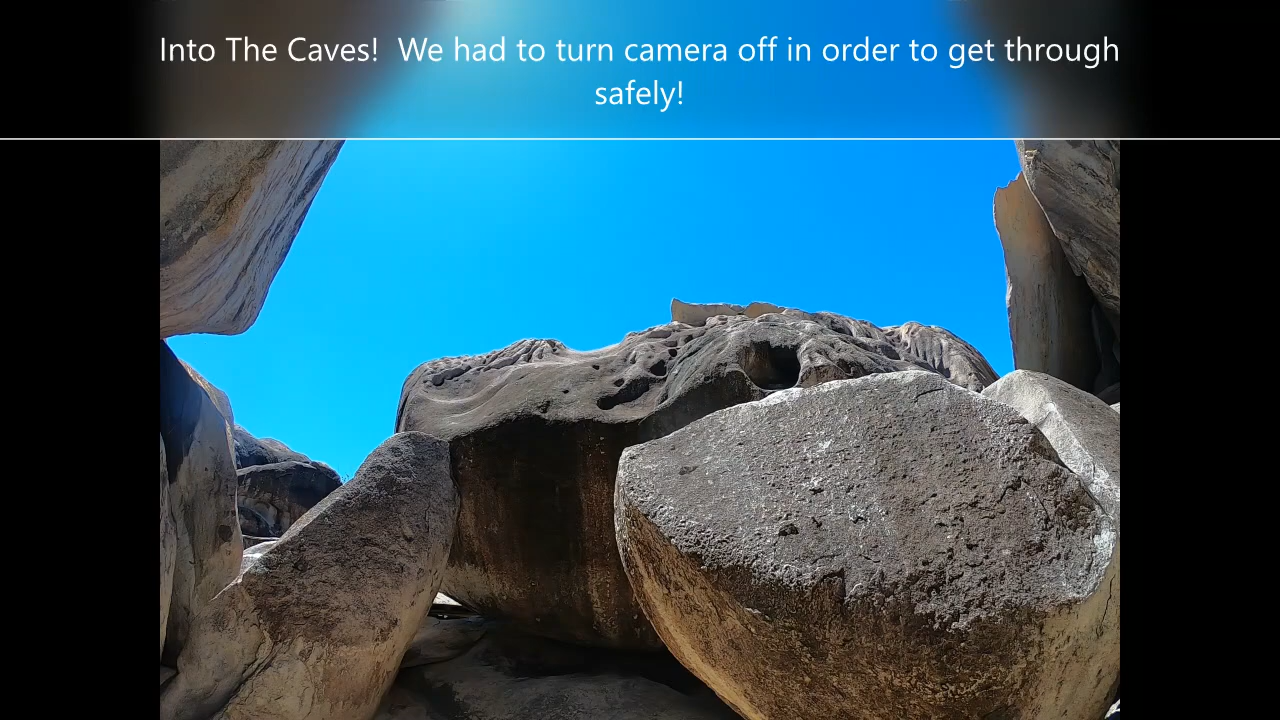 Into The Caves!  We had to turn camera off in order to get through
safely!